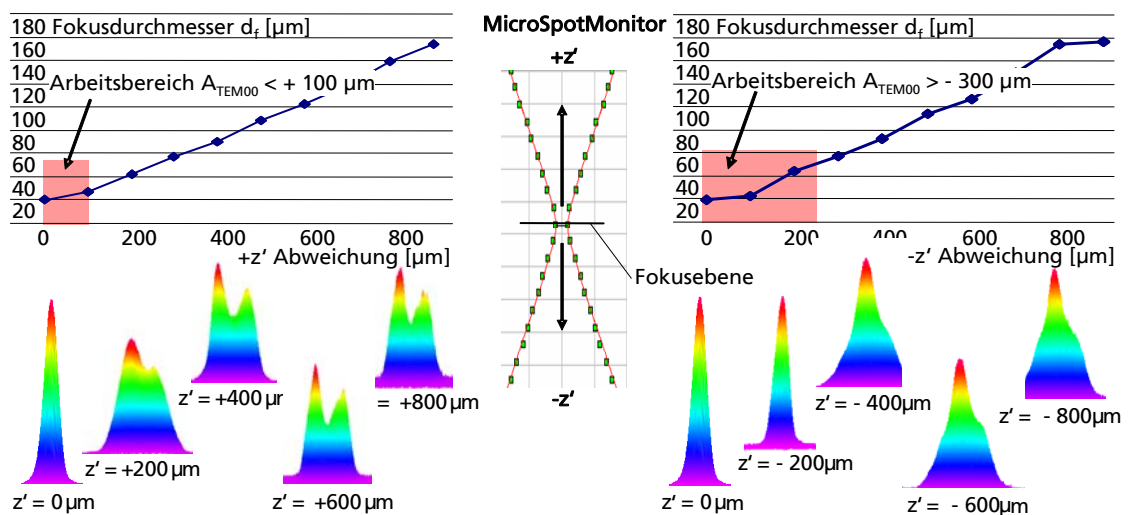 180 Fokusdurchmesser df [µm]
160
140
Arbeitsbereich ATEM00 < + 100 µm
120
100
80
60
40
20
0 200 400 600 800
+z‘ Abweichung [µm]
z‘ = 0 µm
z‘ = +200 µm
z‘ = +400 µr
z‘ = +600 µm
= +800 µm
MicroSpotMonitor
+z‘
Fokusebene
-z‘
180 Fokusdurchmesser df [µm]
160
140
Arbeitsbereich ATEM00 > - 300 µm
120
100
80
60
40
20
0 200 400 600 800
-z‘ Abweichung [µm]
z‘ = 0 µm
z‘ = - 200µm
z‘ = - 400µm
z‘ = - 600µm
z‘ = - 800µm